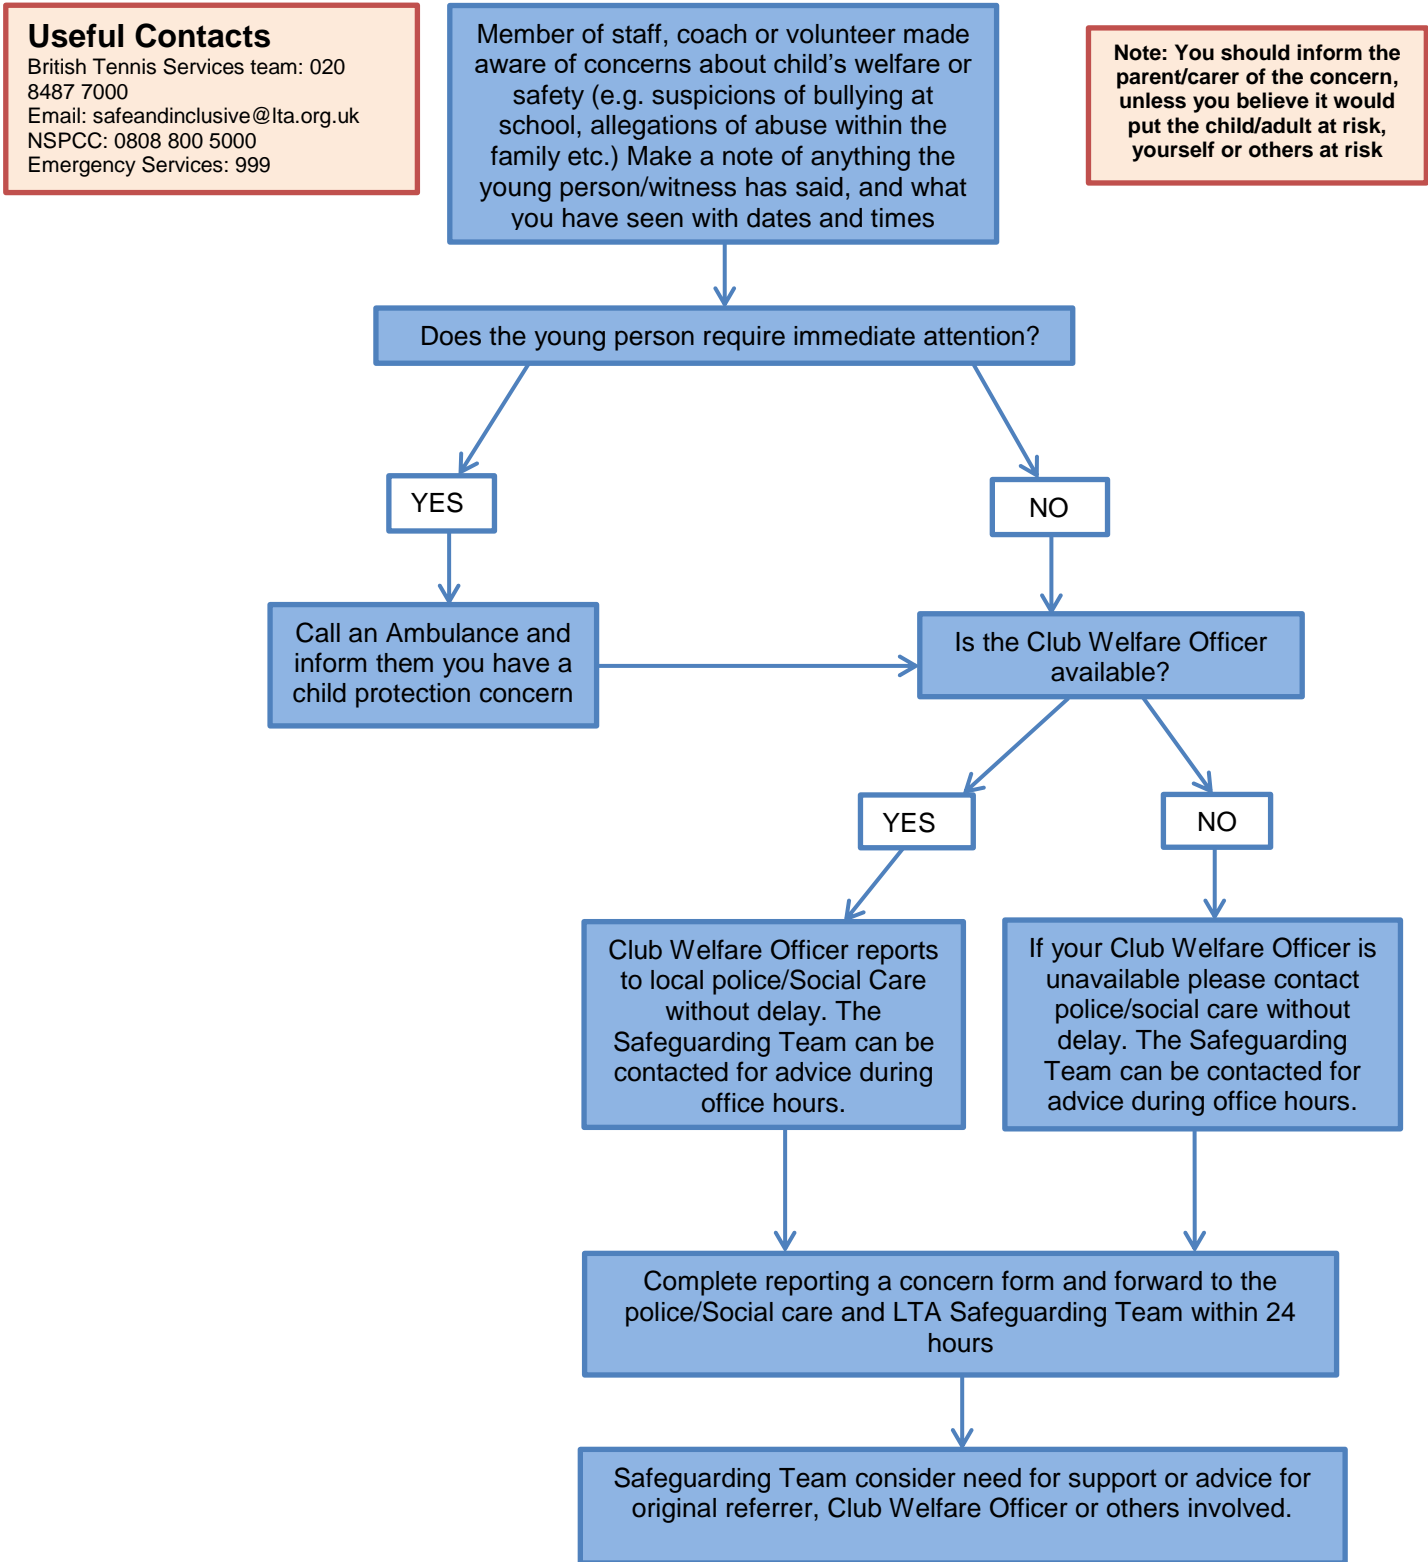 Useful Contacts
British Tennis Services team: 020
8487 7000
Email: safeandinclusive@lta.org.uk
NSPCC: 0808 800 5000
Emergency Services: 999
Member of staff, coach or volunteer made
aware of concerns about child’s welfare or
safety (e.g. suspicions of bullying at
school, allegations of abuse within the
family etc.) Make a note of anything the
young person/witness has said, and what
you have seen with dates and times
Note: You should inform the
parent/carer of the concern,
unless you believe it would
put the child/adult at risk,
yourself or others at risk
Does the young person require immediate attention?
YES
NO
Call an Ambulance and
inform them you have a
child protection concern
Is the Club Welfare Officer
available?
YES
NO
Club Welfare Officer reports
to local police/Social Care
without delay. The
Safeguarding Team can be
contacted for advice during
office hours.
If your Club Welfare Officer is
unavailable please contact
police/social care without
delay. The Safeguarding
Team can be contacted for
advice during office hours.
Complete reporting a concern form and forward to the
police/Social care and LTA Safeguarding Team within 24
hours
Safeguarding Team consider need for support or advice for
original referrer, Club Welfare Officer or others involved.